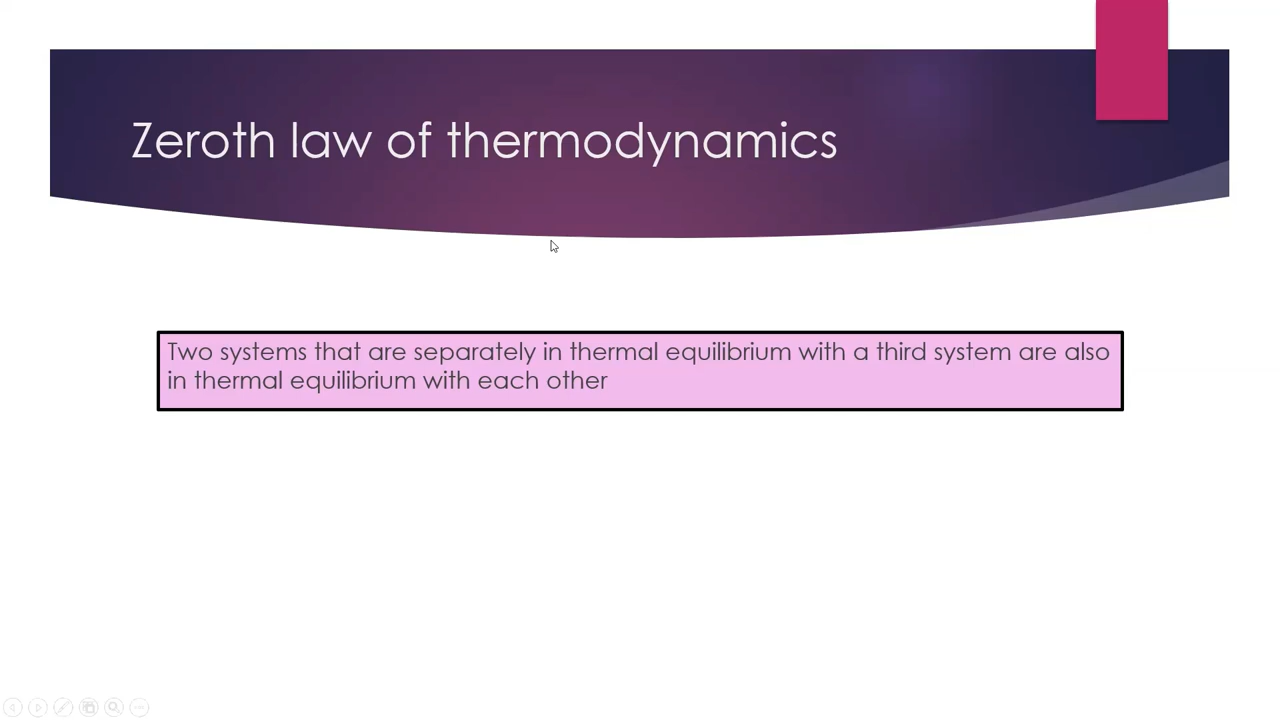 Zeroth law of thermodynamics
Two systems that are separately in thermal equilibrium with a third system are also
in thermal equilibrium with each other